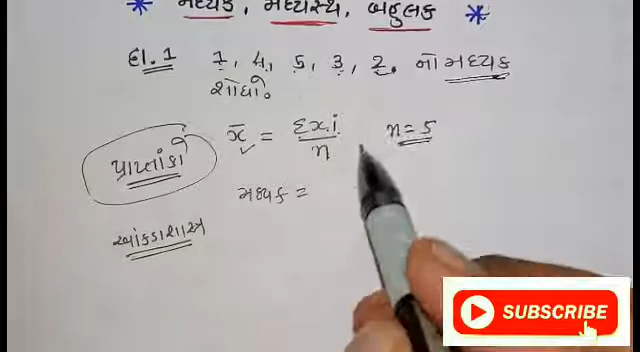 * મધ્યક, મધ્યસ્થ, બહુલક *
દા.1 7, 4, 5, 3, 2. નો મધ્યક
શોધો.
x̄ = Σxi / n n = 5
પ્રાપ્તાંકો
મધ્યક =
આંકડાશાસ્ત્ર
SUBSCRIBE